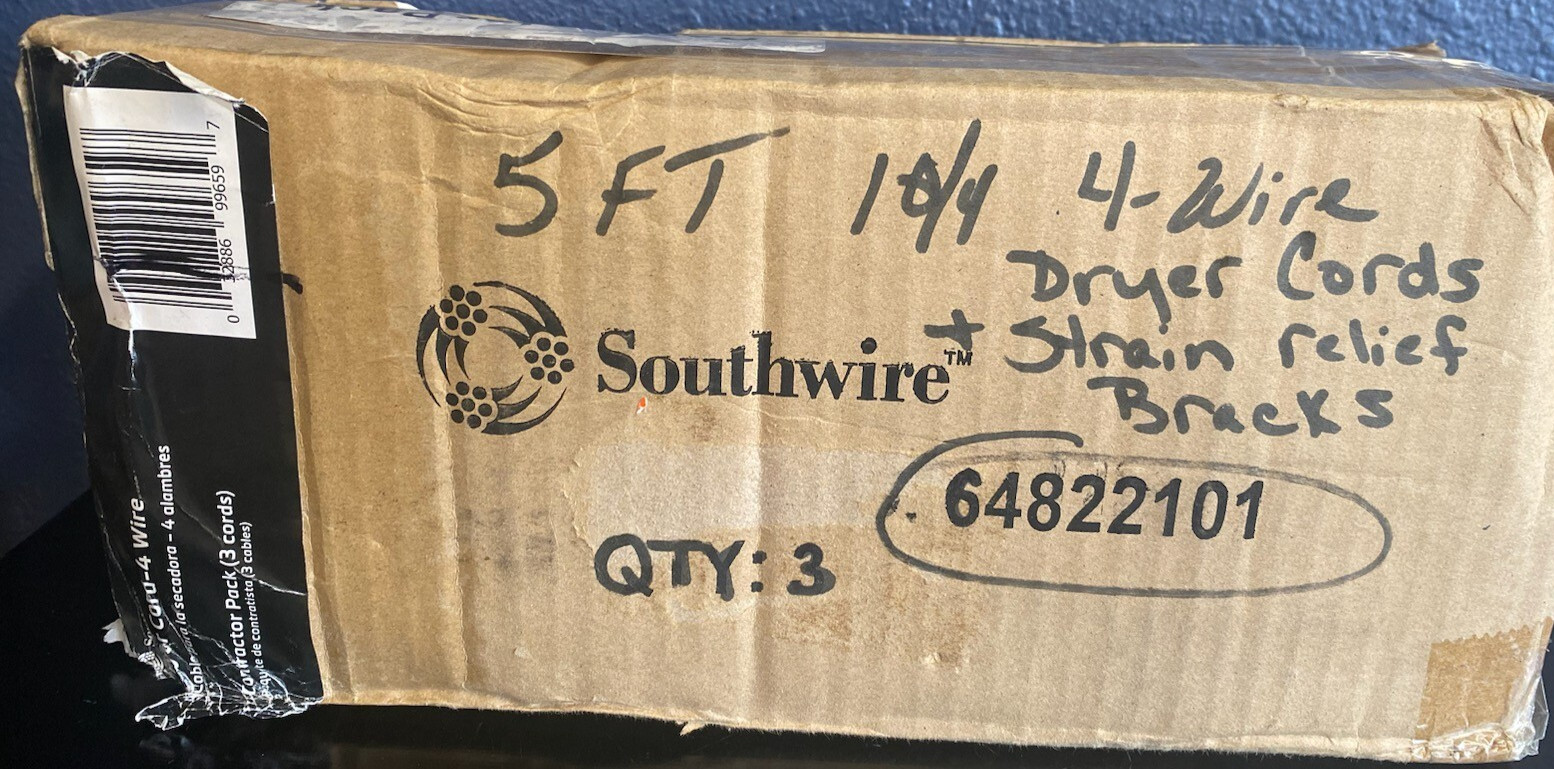 5 FT 10/4 4-Wire
Dryer Cords
+ Strain relief
Bracks
Southwire™
64822101
QTY: 3
0 32886 99659 7
Cord-4 Wire
la secadora - 4 alambres
Contractor Pack (3 cords)
de contratista (3 cables)